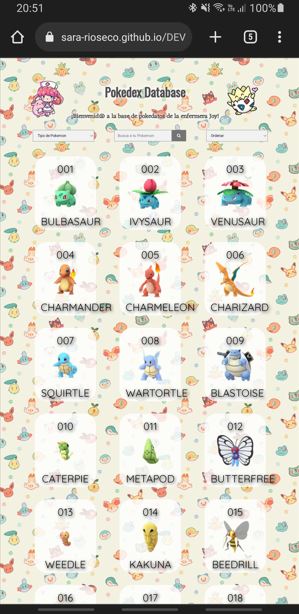 20:51
100%
sara-rioseco.github.io/DEV
5
Pokedex Database
¡Bienvenid@ a la base de pokedatos de la enfermera Joy!
Tipo de Pokemon
Busca a tu Pokemon
Ordenar
001 002 003
BULBASAUR IVYSAUR VENUSAUR
004 005 006
CHARMANDER CHARMELEON CHARIZARD
007 008 009
SQUIRTLE WARTORTLE BLASTOISE
010 011 012
CATERPIE METAPOD BUTTERFREE
013 014 015
WEEDLE KAKUNA BEEDRILL
016 017 018